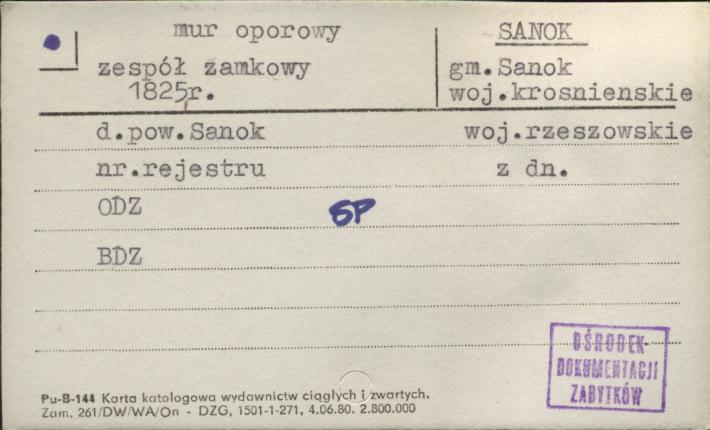 mur oporowy SANOK
zespół zamkowy gm.Sanok
1825r. woj.krosnienskie
d.pow.Sanok woj.rzeszowskie
nr.rejestru z dn.
ODZ SP
BDZ
OŚRODEK
DOKUMENTACJI
ZABYTKÓW
Pu-B-144 Karta katologowa wydawnictw ciągłych i zwartych.
Zam. 261/DW/WA/On - DZG, 1501-1-271, 4.06.80. 2.800.000